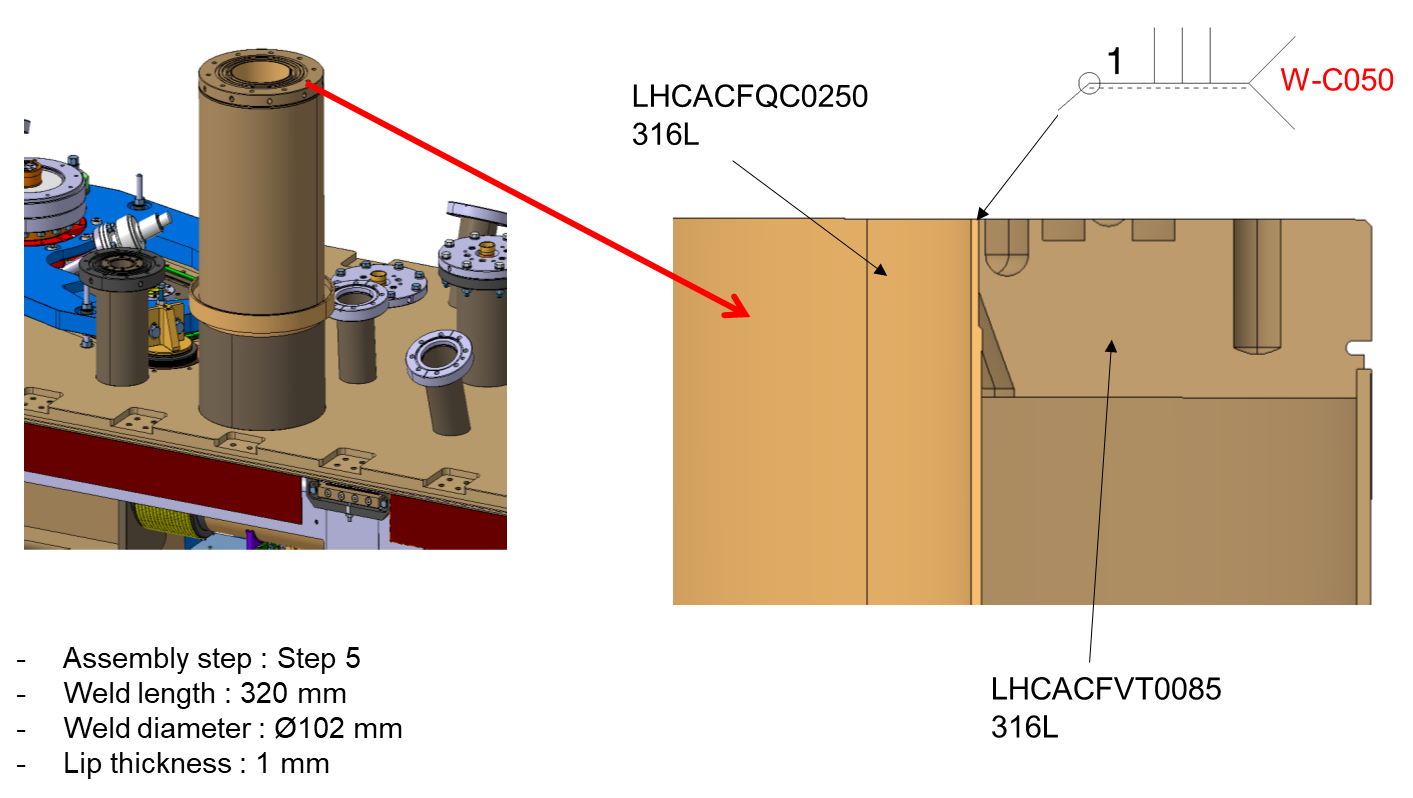 1
W-C050
LHCACFQC0250
316L
LHCACFVT0085
316L
- Assembly step : Step 5
- Weld length : 320 mm
- Weld diameter : Ø102 mm
- Lip thickness : 1 mm